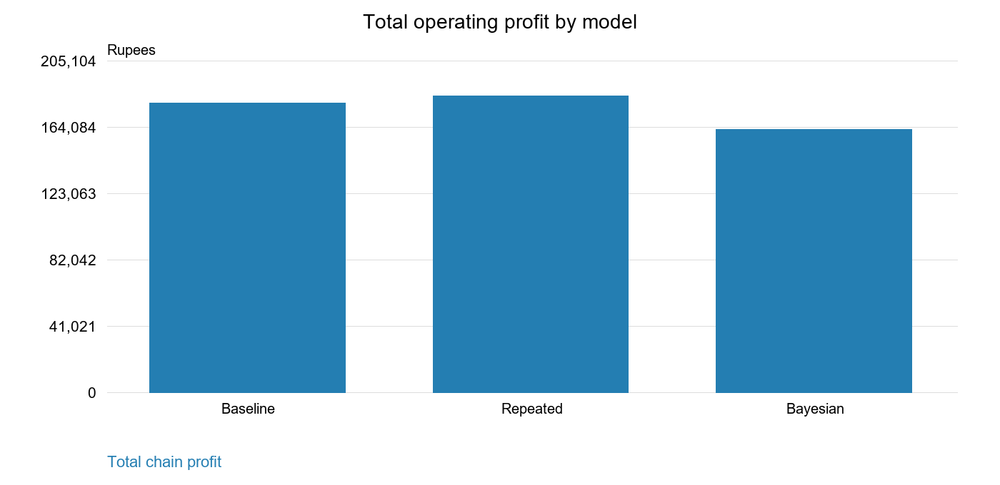 Total operating profit by model
Rupees
205,104
164,084
123,063
82,042
41,021
0
Baseline
Repeated
Bayesian
Total chain profit